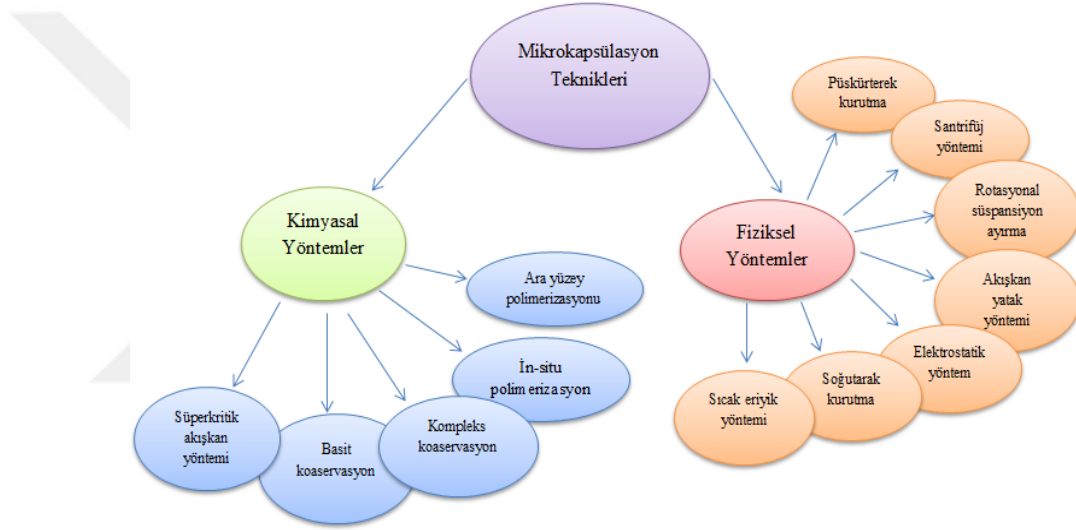 Mikrokapsülasyon
Teknikleri
Kimyasal
Yöntemler
Ara yüzey
polimerizasyonu
İn-situ
polimerizasyon
Kompleks
koaservasyon
Basit
koaservasyon
Süperkritik
akışkan
yöntemi
Fiziksel
Yöntemler
Püskürterek
kurutma
Santrifüj
yöntemi
Rotasyonal
süspansiyon
ayırma
Akışkan
yatak
yöntemi
Elektrostatik
yöntem
Soğutarak
kurutma
Sıcak eriyik
yöntemi